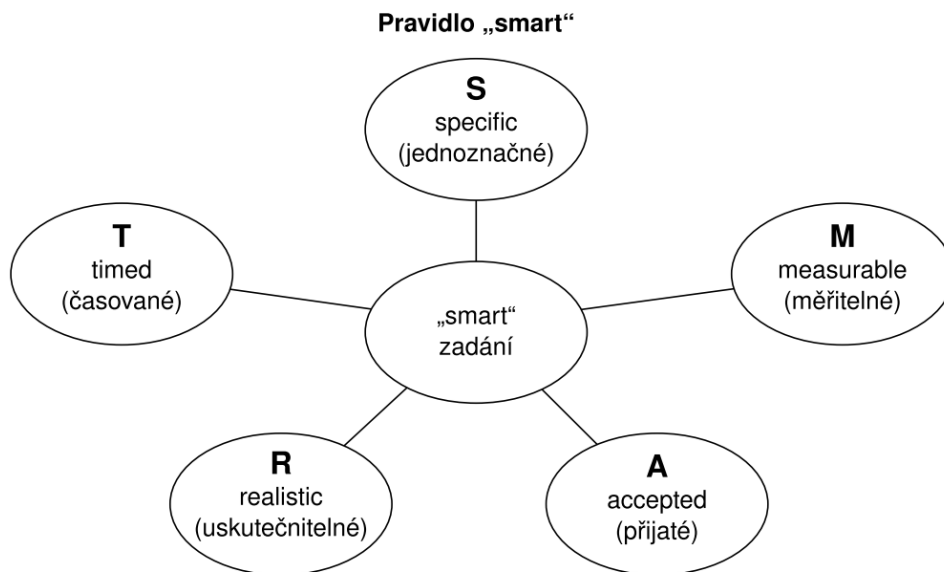 Pravidlo „smart“
S
specific
(jednoznačné)
T
timed
(časované)
M
measurable
(měřitelné)
„smart“
zadání
R
realistic
(uskutečnitelné)
A
accepted
(přijaté)